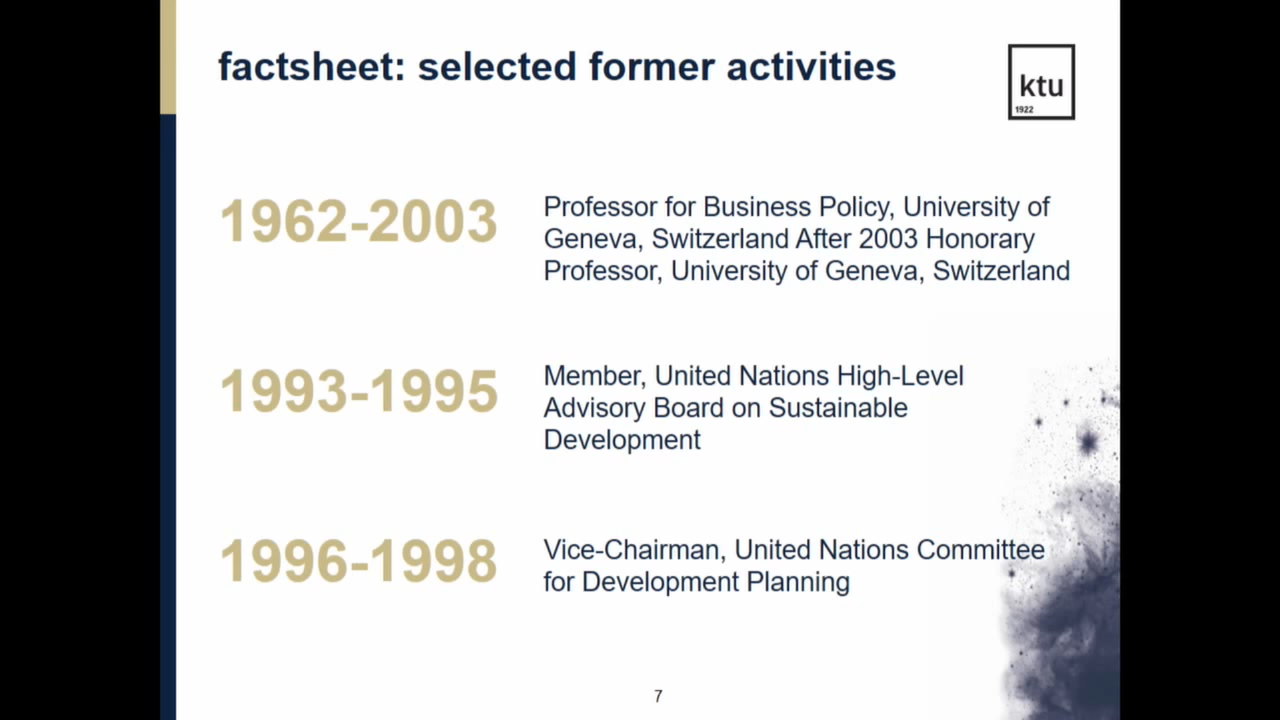 factsheet: selected former activities
ktu
1922
1962-2003
Professor for Business Policy, University of
Geneva, Switzerland After 2003 Honorary
Professor, University of Geneva, Switzerland
1993-1995
Member, United Nations High-Level
Advisory Board on Sustainable
Development
1996-1998
Vice-Chairman, United Nations Committee
for Development Planning
7